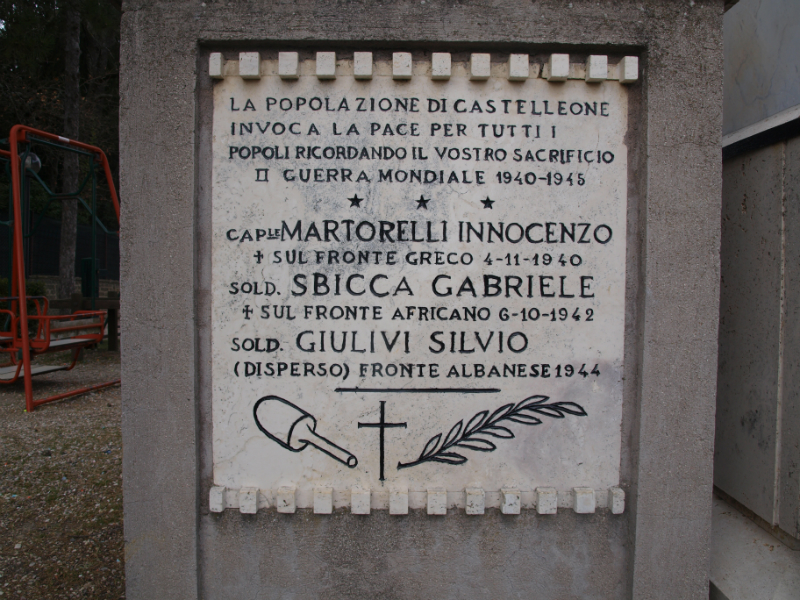 LA POPOLAZIONE DI CASTELLEONE
INVOCA LA PACE PER TUTTI I
POPOLI RICORDANDO IL VOSTRO SACRIFICIO
II GUERRA MONDIALE 1940-1945
CAPLE MARTORELLI INNOCENZO
✝ SUL FRONTE GRECO 4-11-1940
SOLD. SBICCA GABRIELE
✝ SUL FRONTE AFRICANO 6-10-1942
SOLD. GIULIVI SILVIO
(DISPERSO) FRONTE ALBANESE 1944